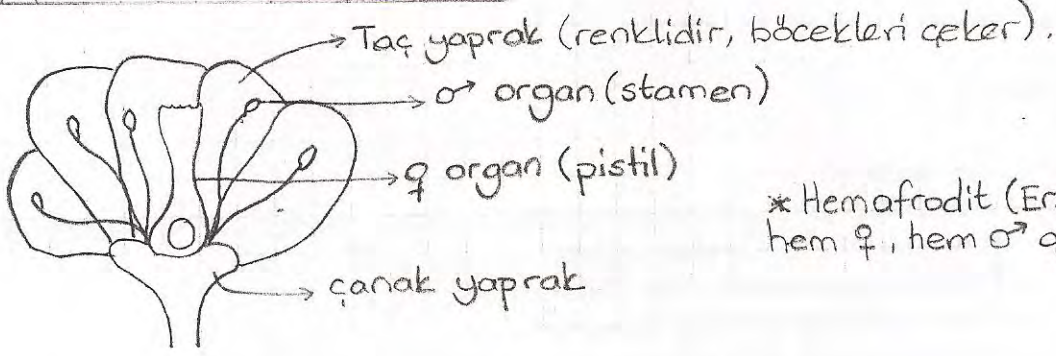 Taç yaprak (renklidir, böcekleri çeker).
♂ organ (stamen)
♀ organ (pistil)
* Hemafrodit (Er
hem ♀, hem ♂
çanak yaprak